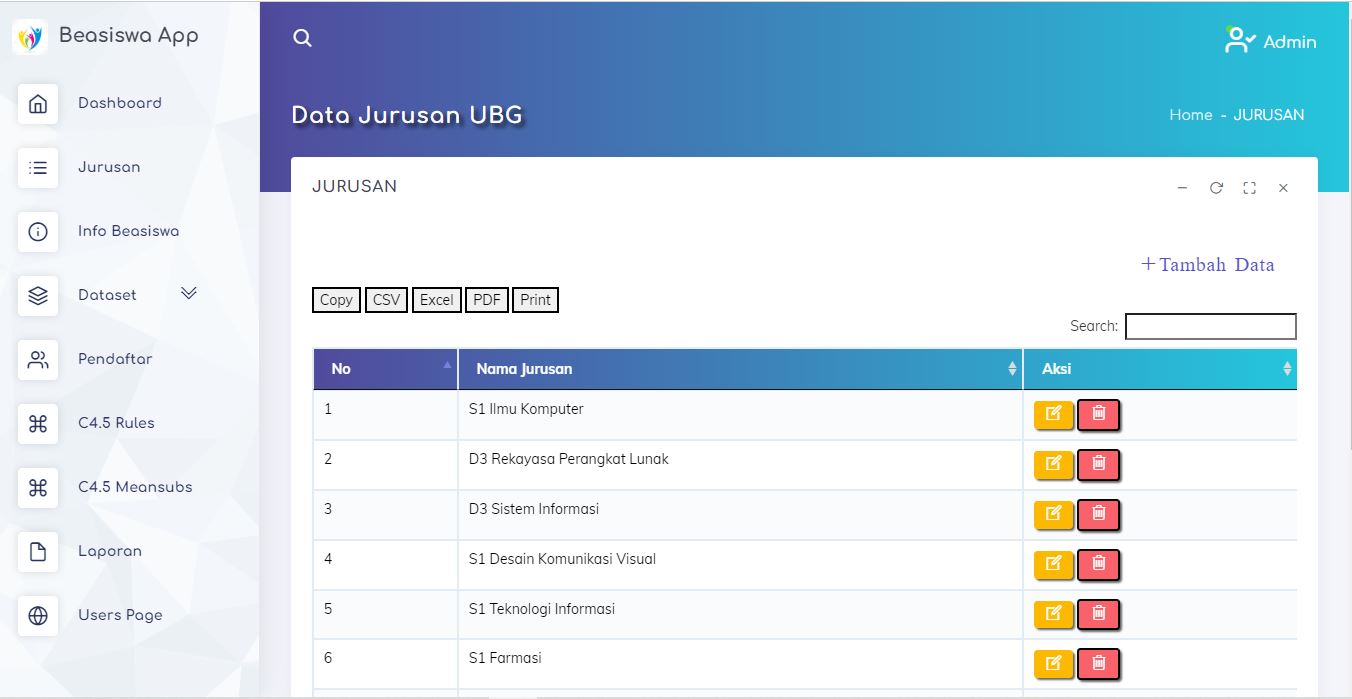 Beasiswa App
Dashboard
Jurusan
Info Beasiswa
Dataset
Pendaftar
C4.5 Rules
C4.5 Meansubs
Laporan
Users Page
Admin
Data Jurusan UBG
Home - JURUSAN
JURUSAN
+Tambah Data
Copy CSV Excel PDF Print
Search:
No Nama Jurusan Aksi
1 S1 Ilmu Komputer
2 D3 Rekayasa Perangkat Lunak
3 D3 Sistem Informasi
4 S1 Desain Komunikasi Visual
5 S1 Teknologi Informasi
6 S1 Farmasi